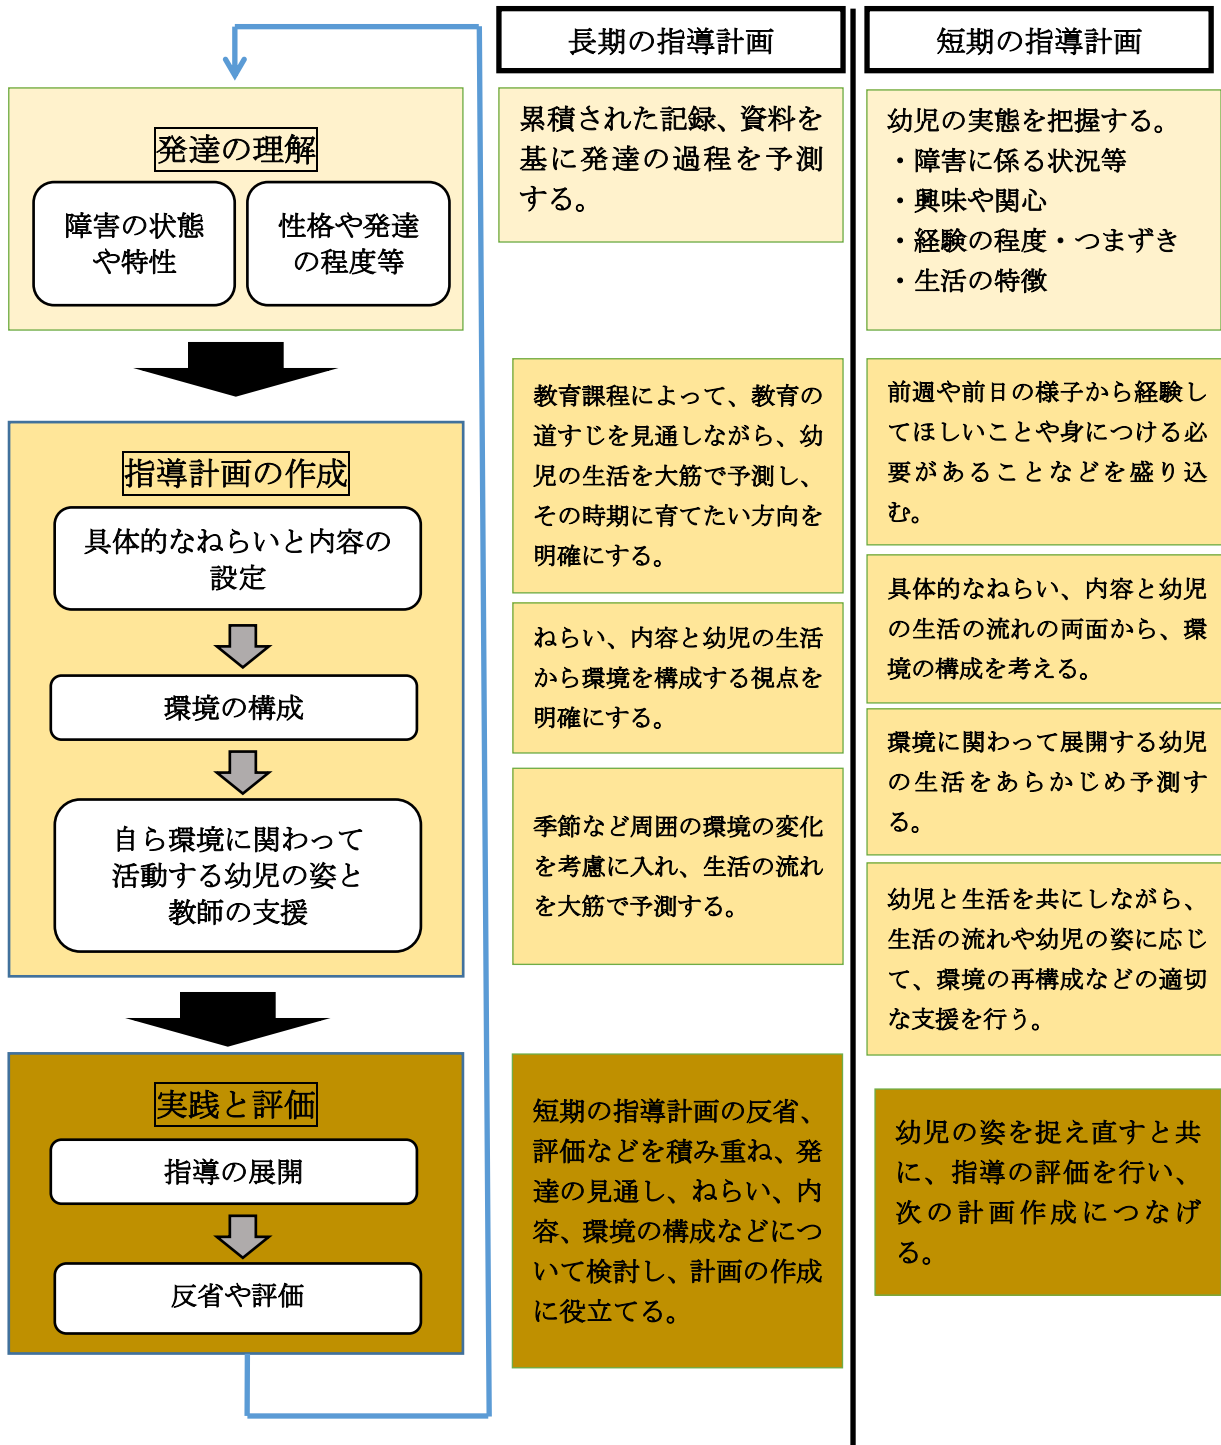 長期の指導計画
短期の指導計画
発達の理解
障害の状態
や特性
性格や発達
の程度等
累積された記録、資料を
基に発達の過程を予測
する。
幼児の実態を把握する。
・障害に係る状況等
・興味や関心
・経験の程度・つまずき
・生活の特徴
指導計画の作成
具体的なねらいと内容の
設定
環境の構成
自ら環境に関わって
活動する幼児の姿と
教師の支援
教育課程によって、教育の
道すじを見通しながら、幼
児の生活を大筋で予測し、
その時期に育てたい方向を
明確にする。
ねらい、内容と幼児の生活
から環境を構成する視点を
明確にする。
季節など周囲の環境の変化
を考慮に入れ、生活の流れ
を大筋で予測する。
前週や前日の様子から経験し
てほしいことや身につける必
要があることなどを盛り込
む。
具体的なねらい、内容と幼児
の生活の流れの両面から、環
境の構成を考える。
環境に関わって展開する幼児
の生活をあらかじめ予測す
る。
幼児と生活を共にしながら、
生活の流れや幼児の姿に応じ
て、環境の再構成などの適切
な支援を行う。
実践と評価
指導の展開
反省や評価
短期の指導計画の反省、
評価などを積み重ね、発
達の見通し、ねらい、内
容、環境の構成などにつ
いて検討し、計画の作成
に役立てる。
幼児の姿を捉え直すと共
に、指導の評価を行い、
次の計画作成につなげ
る。